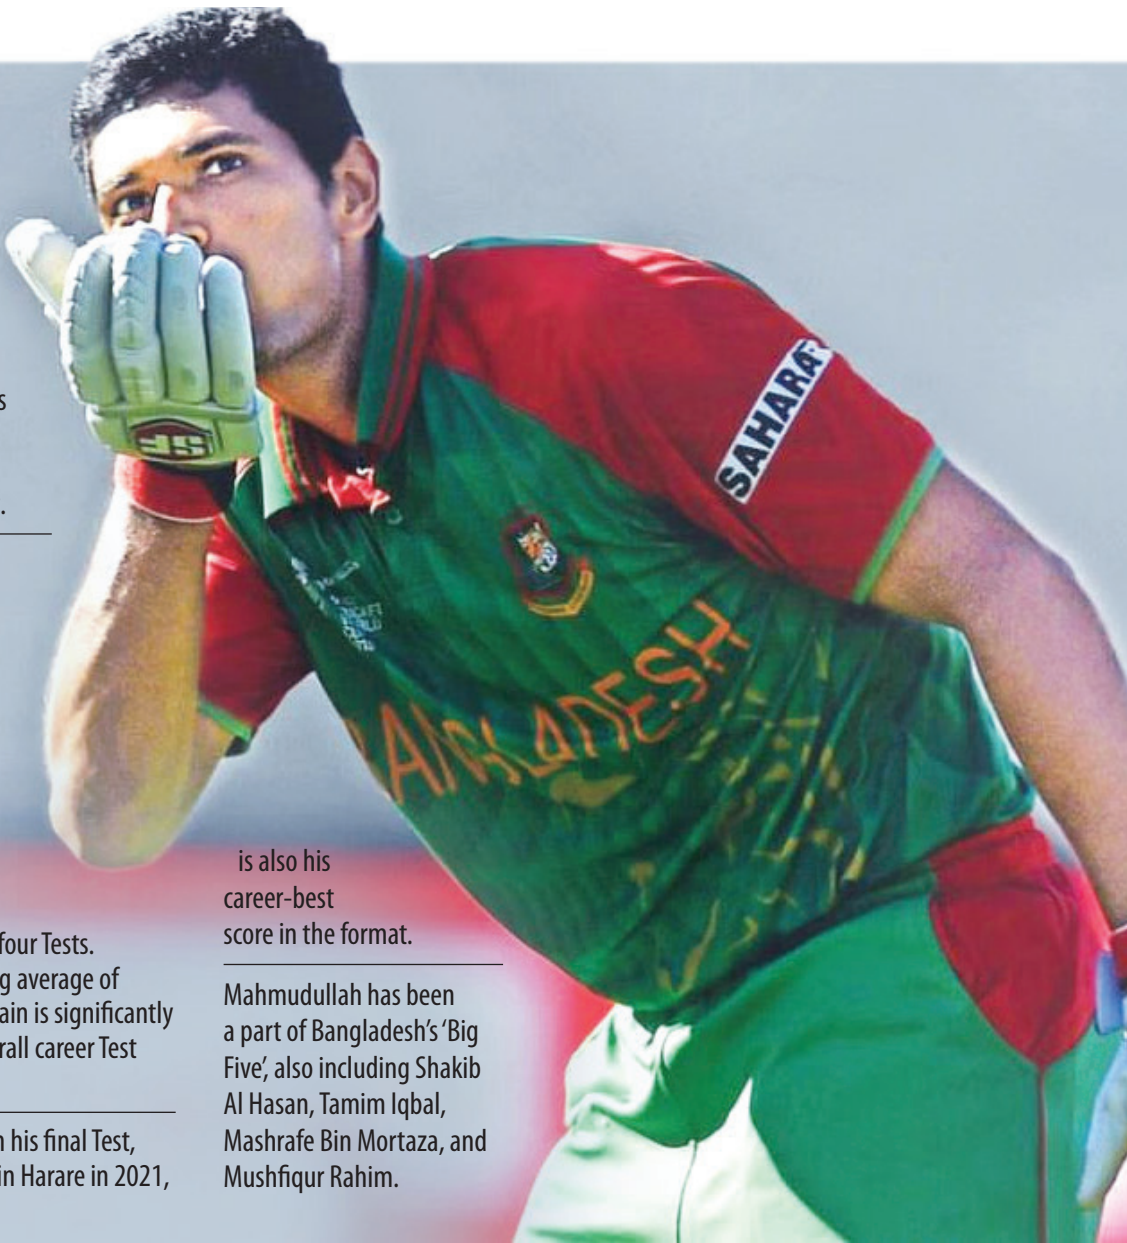 s
.
four Tests.
g average of
ain is significantly
rall career Test
n his final Test,
in Harare in 2021,
is also his
career-best
score in the format.
Mahmudullah has been
a part of Bangladesh's 'Big
Five', also including Shakib
Al Hasan, Tamim Iqbal,
Mashrafe Bin Mortaza, and
Mushfiqur Rahim.
SAHARA
BANGLADESH
SF